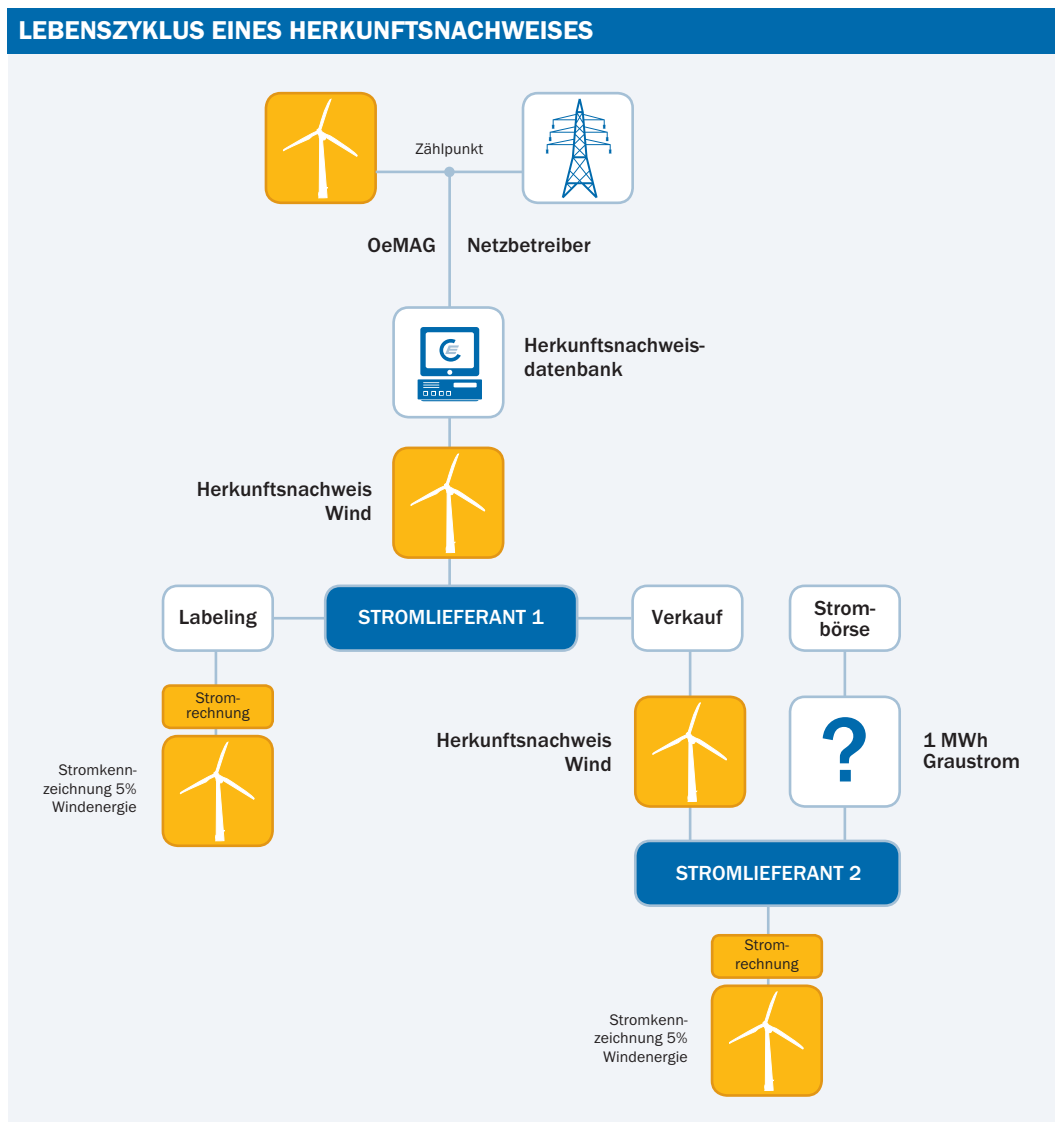 LEBENSZYKLUS EINES HERKUNFTSNACHWEISES
Zählpunkt
OeMAG
Netzbetreiber
Herkunftsnachweis-
datenbank
Herkunftsnachweis
Wind
Labeling
STROMLIEFERANT 1
Verkauf
Strom-
börse
Strom-
rechnung
Stromkenn-
zeichnung 5%
Windenergie
Herkunftsnachweis
Wind
?
1 MWh
Graustrom
STROMLIEFERANT 2
Strom-
rechnung
Stromkenn-
zeichnung 5%
Windenergie